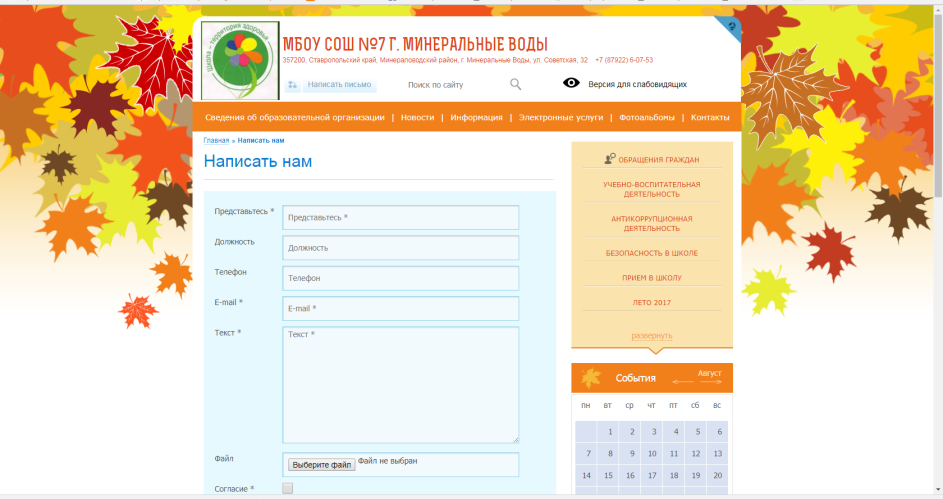 школа - территория здоровья
МБОУ СОШ №7 Г. МИНЕРАЛЬНЫЕ ВОДЫ
357200, Ставропольский край, Минераловодский район, г. Минеральные Воды, ул. Советская, 32 +7 (87922) 6-07-53
Написать письмо
Поиск по сайту
Версия для слабовидящих
Сведения об образовательной организации | Новости | Информация | Электронные услуги | Фотоальбомы | Контакты
Главная » Написать нам
Написать нам
Представьтесь * Представьтесь *
Должность Должность
Телефон Телефон
E-mail * E-mail *
Текст * Текст *
Файл Выберите файл Файл не выбран
Согласие *
ОБРАЩЕНИЯ ГРАЖДАН
УЧЕБНО-ВОСПИТАТЕЛЬНАЯ
ДЕЯТЕЛЬНОСТЬ
АНТИКОРРУПЦИОННАЯ
ДЕЯТЕЛЬНОСТЬ
БЕЗОПАСНОСТЬ В ШКОЛЕ
ПРИЕМ В ШКОЛУ
ЛЕТО 2017
развернуть
События Август
пн вт ср чт пт сб вс
1 2 3 4 5 6
7 8 9 10 11 12 13
14 15 16 17 18 19 20